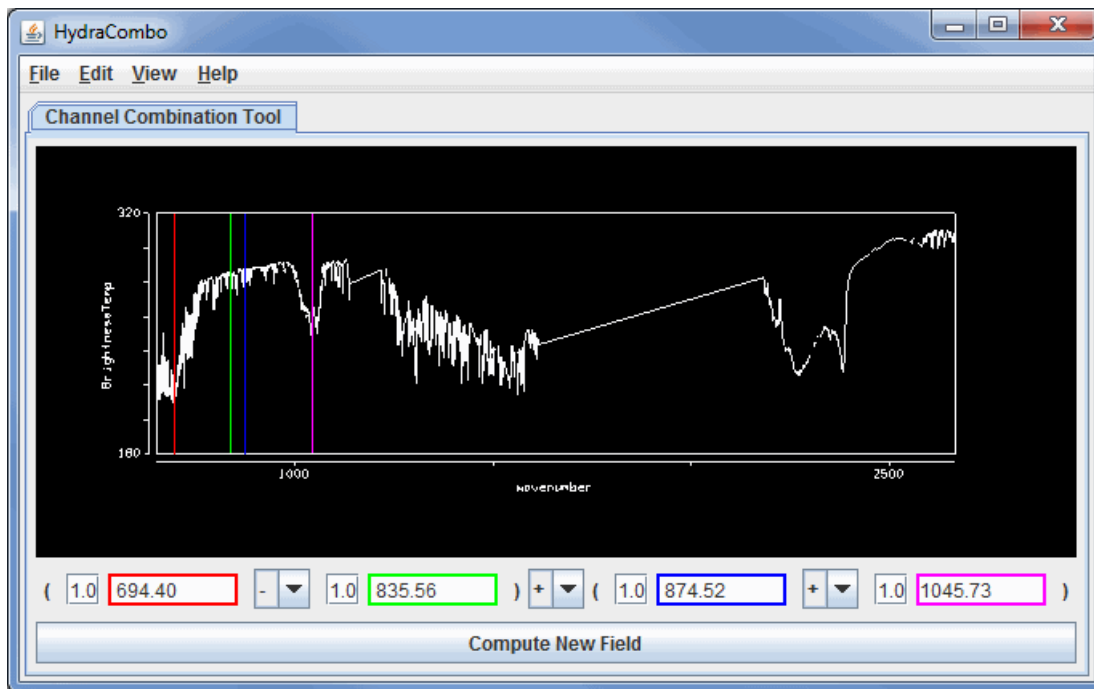 HydraCombo
File Edit View Help
Channel Combination Tool
320
BrightnessTemp
180
1000
2500
wavenumber
( 1.0 694.40 - 1.0 835.56 ) + ( 1.0 874.52 + 1.0 1045.73 )
Compute New Field